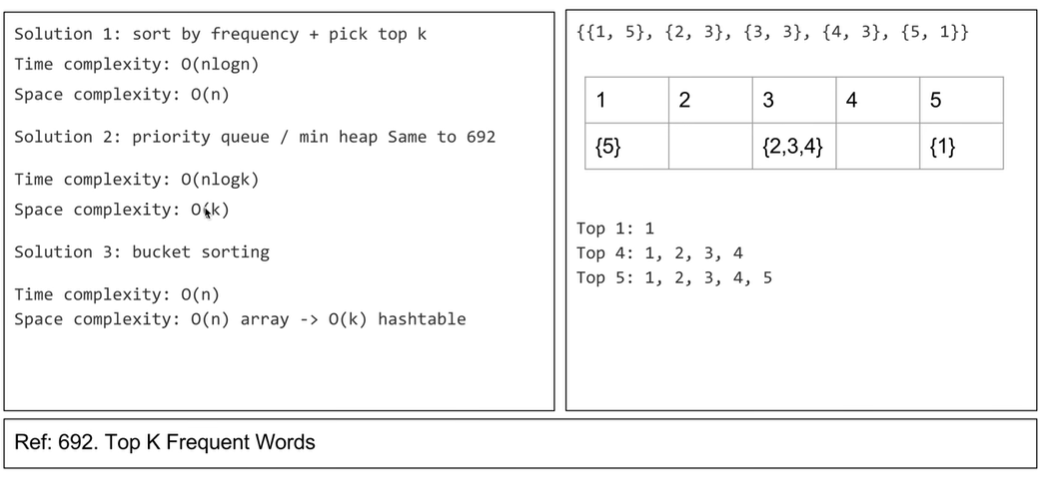 Solution 1: sort by frequency + pick top k
Time complexity: O(nlogn)
Space complexity: O(n)
Solution 2: priority queue / min heap Same to 692
Time complexity: O(nlogk)
Space complexity: O(k)
Solution 3: bucket sorting
Time complexity: O(n)
Space complexity: O(n) array -> O(k) hashtable
{{1, 5}, {2, 3}, {3, 3}, {4, 3}, {5, 1}}
1 2 3 4 5
{5} {2,3,4} {1}
Top 1: 1
Top 4: 1, 2, 3, 4
Top 5: 1, 2, 3, 4, 5
Ref: 692. Top K Frequent Words